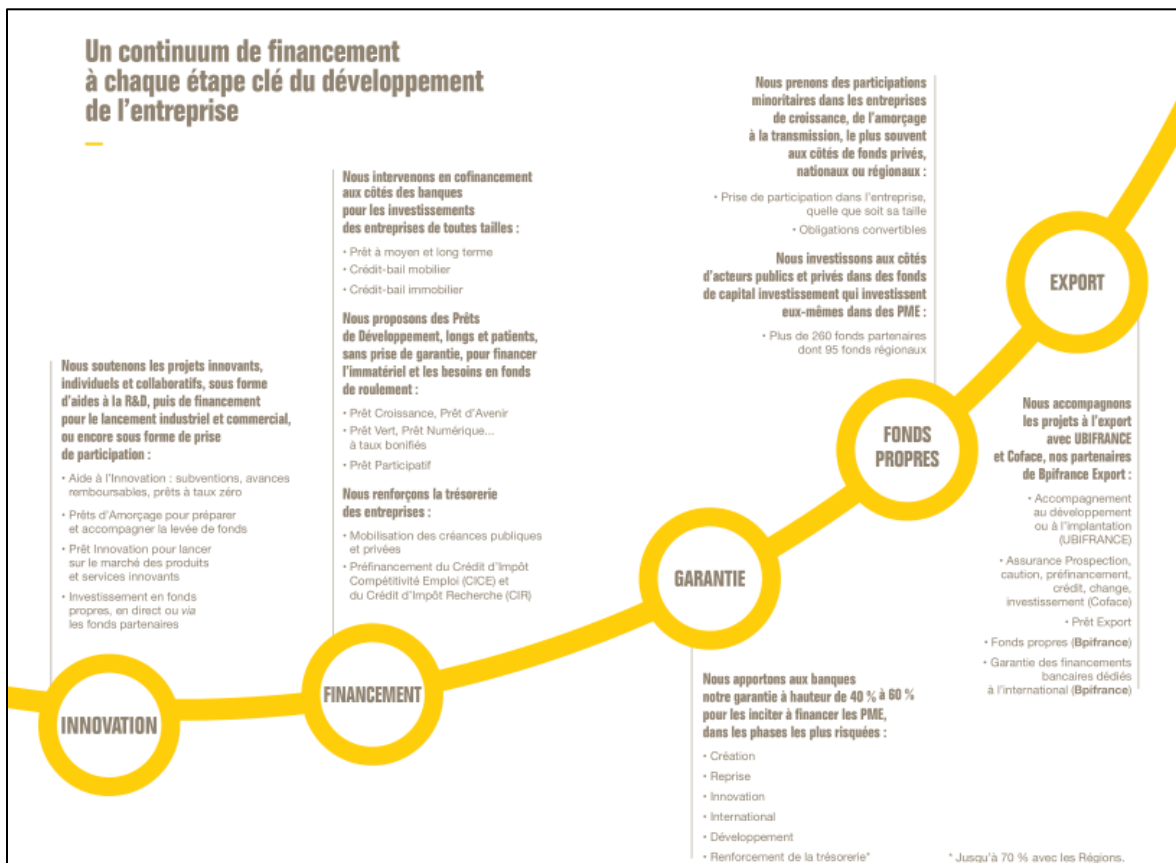 Un continuum de financement
à chaque étape clé du développement
de l'entreprise
Nous soutenons les projets innovants,
individuels et collaboratifs, sous forme
d'aides à la R&D, puis de financement
pour le lancement industriel et commercial,
ou encore sous forme de prise
de participation :
• Aide à l'Innovation : subventions, avances
remboursables, prêts à taux zéro
• Prêts d'Amorçage pour préparer
et accompagner la levée de fonds
• Prêt Innovation pour lancer
sur le marché des produits
et services innovants
• Investissement en fonds
propres, en direct ou via
les fonds partenaires
INNOVATION
Nous intervenons en cofinancement
aux côtés des banques
pour les investissements
des entreprises de toutes tailles :
• Prêt à moyen et long terme
• Crédit-bail mobilier
• Crédit-bail immobilier
Nous proposons des Prêts
de Développement, longs et patients,
sans prise de garantie, pour financer
l'immatériel et les besoins en fonds
de roulement :
• Prêt Croissance, Prêt d'Avenir
• Prêt Vert, Prêt Numérique...
à taux bonifiés
• Prêt Participatif
Nous renforçons la trésorerie
des entreprises :
• Mobilisation des créances publiques
et privées
• Préfinancement du Crédit d'Impôt
Compétitivité Emploi (CICE) et
du Crédit d'Impôt Recherche (CIR)
FINANCEMENT
GARANTIE
Nous apportons aux banques
notre garantie à hauteur de 40 % à 60 %
pour les inciter à financer les PME,
dans les phases les plus risquées :
• Création
• Reprise
• Innovation
• International
• Développement
• Renforcement de la trésorerie*
* Jusqu'à 70 % avec les Régions.
Nous prenons des participations
minoritaires dans les entreprises
de croissance, de l'amorçage
à la transmission, le plus souvent
aux côtés de fonds privés,
nationaux ou régionaux :
• Prise de participation dans l'entreprise,
quelle que soit sa taille
• Obligations convertibles
Nous investissons aux côtés
d'acteurs publics et privés dans des fonds
de capital investissement qui investissent
eux-mêmes dans des PME :
• Plus de 260 fonds partenaires
dont 95 fonds régionaux
FONDS
PROPRES
EXPORT
Nous accompagnons
les projets à l'export
avec UBIFRANCE
et Coface, nos partenaires
de Bpifrance Export :
• Accompagnement
au développement
ou à l'implantation
(UBIFRANCE)
• Assurance Prospection,
caution, préfinancement,
crédit, change,
investissement (Coface)
• Prêt Export
• Fonds propres (Bpifrance)
• Garantie des financements
bancaires dédiés
à l'international (Bpifrance)